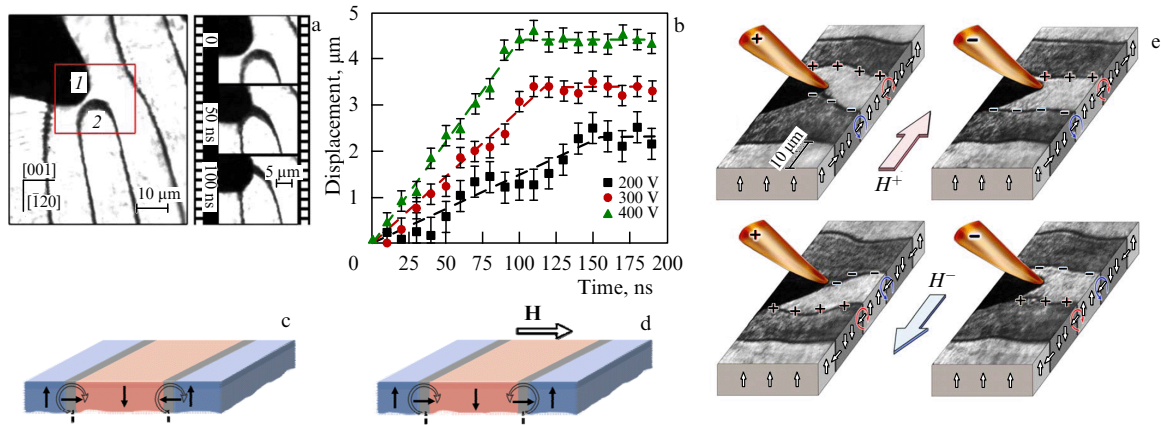 a
1
2
[001]
[1̄20]
10 µm
0
50 ns
100 ns
5 µm
b
Displacement, µm
5
4
3
2
1
0
200 V
300 V
400 V
0 25 50 75 100 125 150 175 200
Time, ns
c
H
d
e
+
−
+ + + +
− − −
+ + + +
− − −
10 µm
H⁺
+
−
− − −
+ + + +
− − −
+ + + +
H⁻